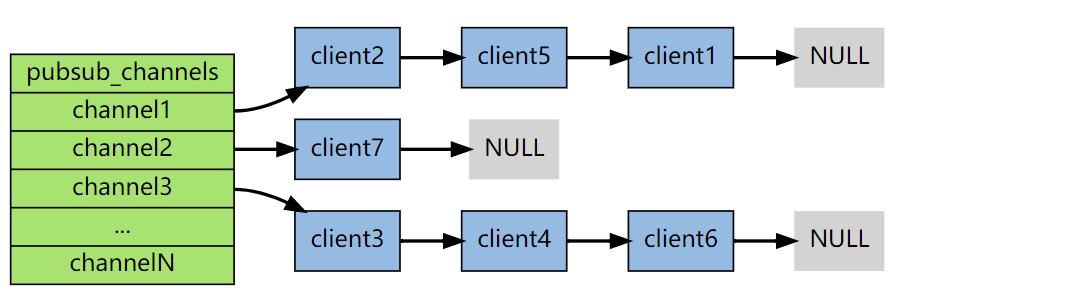 pubsub_channels
channel1
channel2
channel3
...
channelN
client2 client5 client1 NULL
client7 NULL
client3 client4 client6 NULL